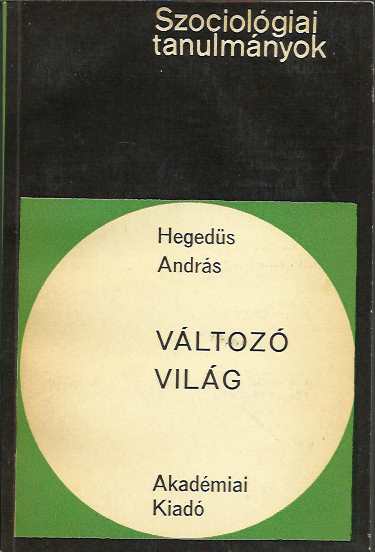 Szociológiai
tanulmányok
Hegedüs
András
VÁLTOZÓ
VILÁG
Akadémiai
Kiadó